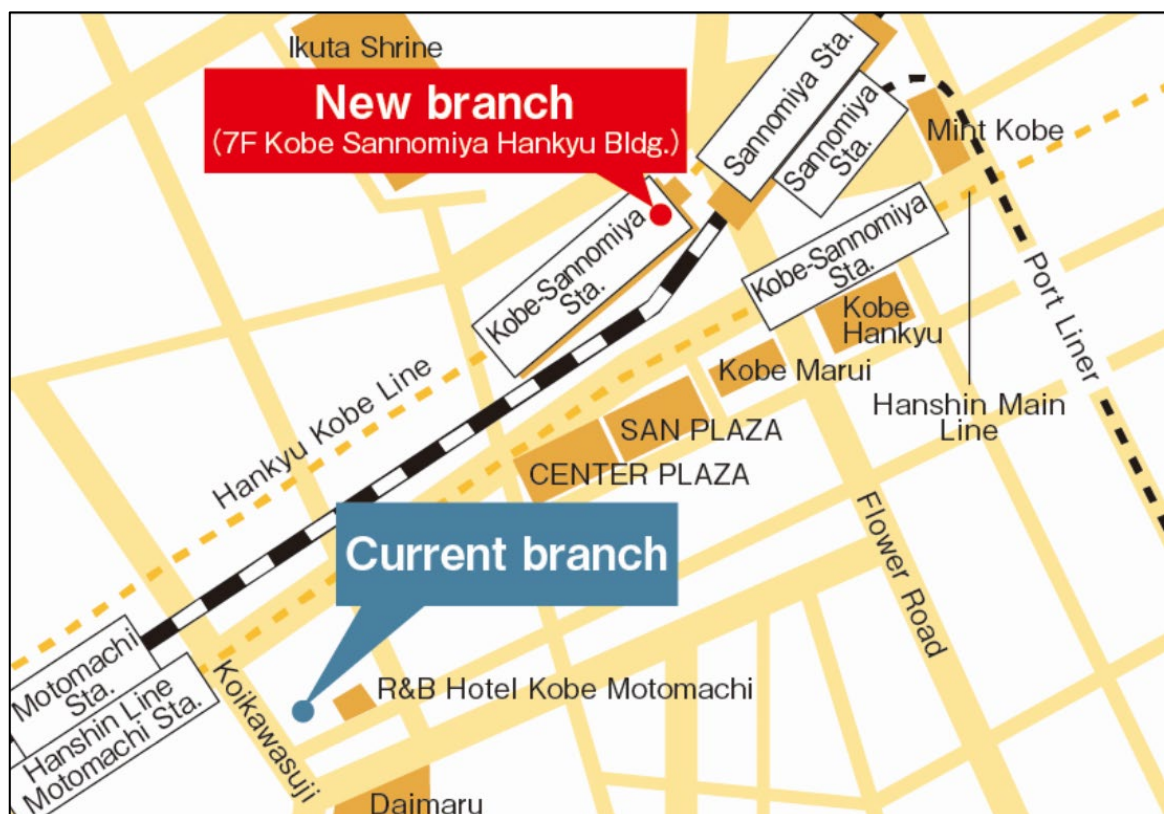 Ikuta Shrine
New branch
(7F Kobe Sannomiya Hankyu Bldg.)
Sannomiya Sta.
Sannomiya
Sta.
Mint Kobe
Kobe-Sannomiya
Sta.
Kobe-Sannomiya
Sta.
Kobe
Hankyu
Port Liner
Kobe Marui
Hanshin Main
Line
Hankyu Kobe Line
SAN PLAZA
CENTER PLAZA
Flower Road
Current branch
Motomachi
Sta.
Hanshin Line
Motomachi Sta.
Koikawasuji
R&B Hotel Kobe Motomachi
Daimaru